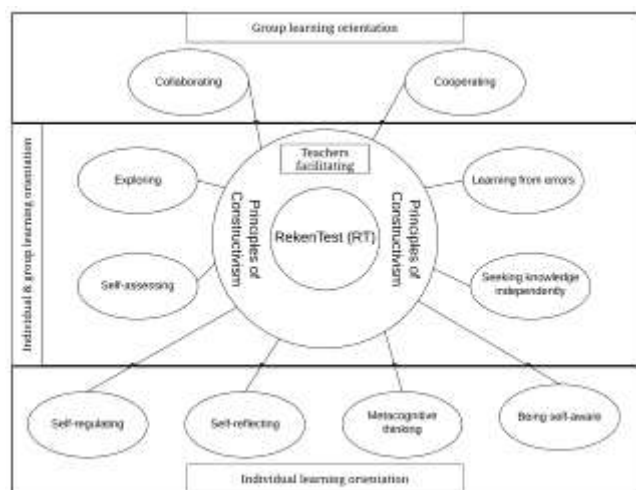 Group learning orientation
Collaborating
Cooperating
Individual & group learning orientation
Teachers
facilitating
Exploring
Learning from errors
Principles of
Constructivism
RekenTest (RT)
Principles of
Constructivism
Self-assessing
Seeking knowledge
independently
Self-regulating
Self-reflecting
Metacognitive
thinking
Being self-aware
Individual learning orientation